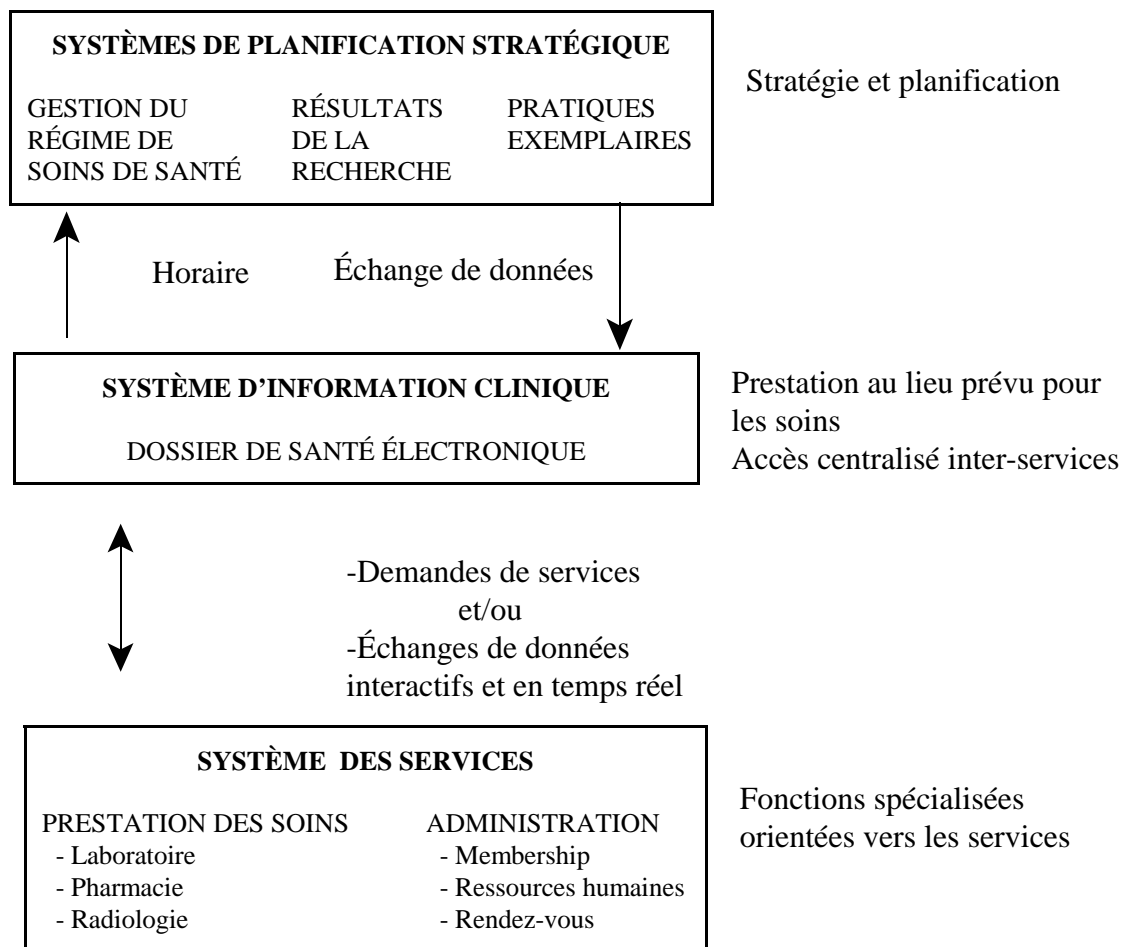 SYSTÈMES DE PLANIFICATION STRATÉGIQUE
GESTION DU
RÉGIME DE
SOINS DE SANTÉ
RÉSULTATS
DE LA
RECHERCHE
PRATIQUES
EXEMPLAIRES
Stratégie et planification
Horaire
Échange de données
SYSTÈME D’INFORMATION CLINIQUE
DOSSIER DE SANTÉ ÉLECTRONIQUE
Prestation au lieu prévu pour
les soins
Accès centralisé inter-services
-Demandes de services
et/ou
-Échanges de données
interactifs et en temps réel
SYSTÈME DES SERVICES
PRESTATION DES SOINS
- Laboratoire
- Pharmacie
- Radiologie
ADMINISTRATION
- Membership
- Ressources humaines
- Rendez-vous
Fonctions spécialisées
orientées vers les services